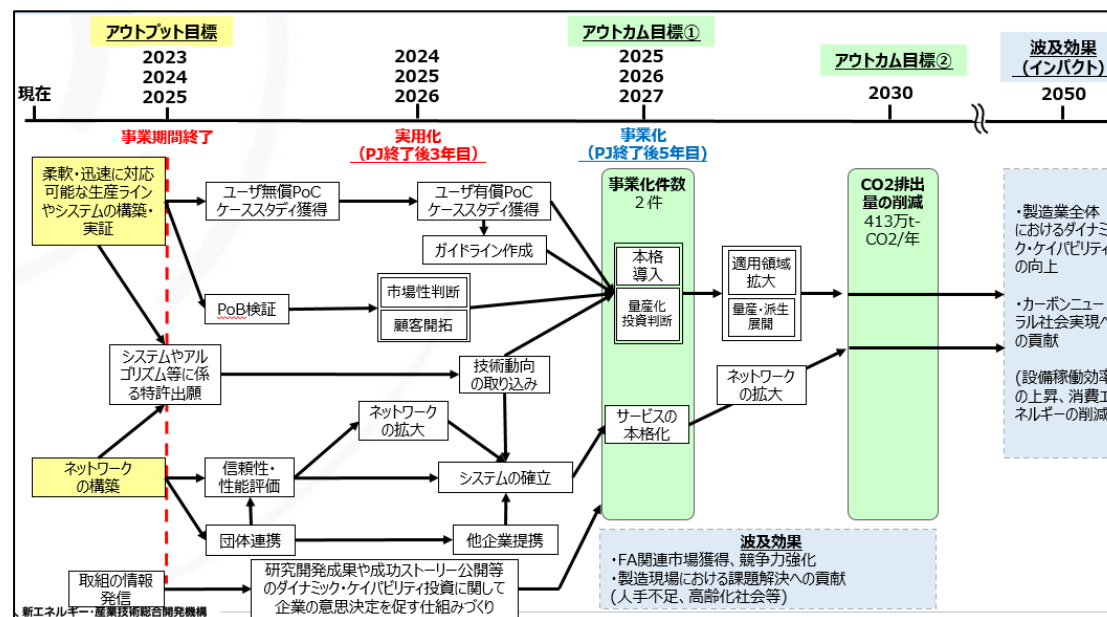 アウトプット目標
アウトカム目標①
アウトカム目標②
波及効果
(インパクト)
2023
2024
2025
2024
2025
2026
2025
2026
2027
2030
2050
現在
事業期間終了
実用化
(PJ終了後3年目)
事業化
(PJ終了後5年目)
柔軟・迅速に対応
可能な生産ライン
やシステムの構築・
実証
ユーザ無償PoC
ケーススタディ獲得
ユーザ有償PoC
ケーススタディ獲得
ガイドライン作成
PoB検証
市場性判断
顧客開拓
システムやアル
ゴリズム等に係
る特許出願
技術動向
の取り込み
ネットワーク
の構築
信頼性・
性能評価
ネットワーク
の拡大
システムの確立
団体連携
他企業提携
取組の情報
発信
研究開発成果や成功ストーリー公開等
のダイナミック・ケイパビリティ投資に関して
企業の意思決定を促す仕組みづくり
事業化件数
2件
本格
導入
量産化
投資判断
サービスの
本格化
適用領域
拡大
量産・派生
展開
ネットワーク
の拡大
CO2排出
量の削減
413万t-
CO2/年
・製造業全体
におけるダイナミ
ク・ケイパビリティ
の向上
・カーボンニュー
ラル社会実現へ
の貢献
(設備稼働効率
の上昇、消費エ
ネルギーの削減
波及効果
・FA関連市場獲得、競争力強化
・製造現場における課題解決への貢献
(人手不足、高齢化社会等)
新エネルギー・産業技術総合開発機構